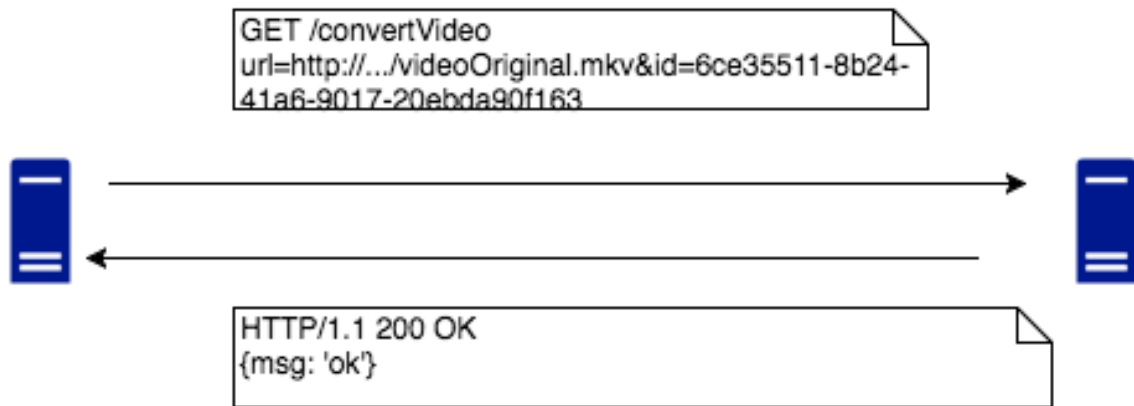 GET /convertVideo
url=http://.../videoOriginal.mkv&id=6ce35511-8b24-
41a6-9017-20ebda90f163
HTTP/1.1 200 OK
{msg: 'ok'}